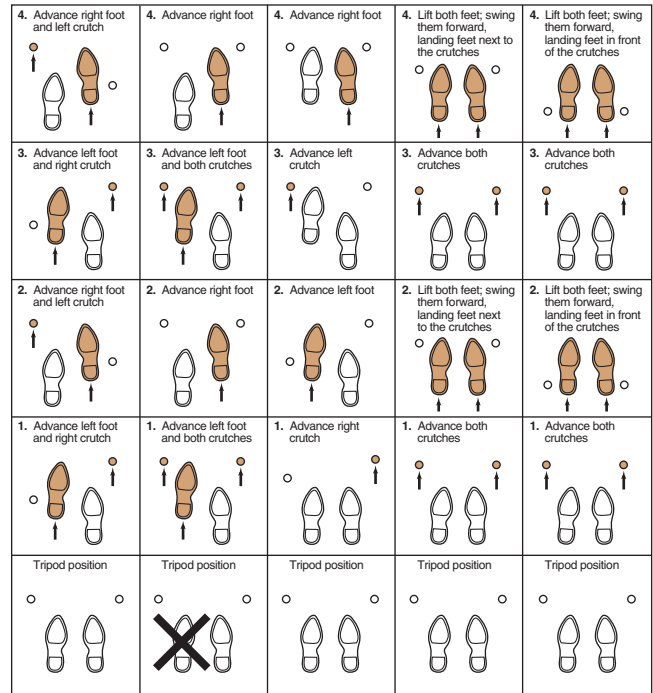 4. Advance right foot
and left crutch
4. Advance right foot
4. Advance right foot
4. Lift both feet; swing
them forward,
landing feet next to
the crutches
4. Lift both feet; swing
them forward,
landing feet in front
of the crutches
3. Advance left foot
and right crutch
3. Advance left foot
and both crutches
3. Advance left
crutch
3. Advance both
crutches
3. Advance both
crutches
2. Advance right foot
and left crutch
2. Advance right foot
2. Advance left foot
2. Lift both feet; swing
them forward,
landing feet next
to the crutches
2. Lift both feet; swing
them forward,
landing feet in front
of the crutches
1. Advance left foot
and right crutch
1. Advance left foot
and both crutches
1. Advance right
crutch
1. Advance both
crutches
1. Advance both
crutches
Tripod position
Tripod position
Tripod position
Tripod position
Tripod position